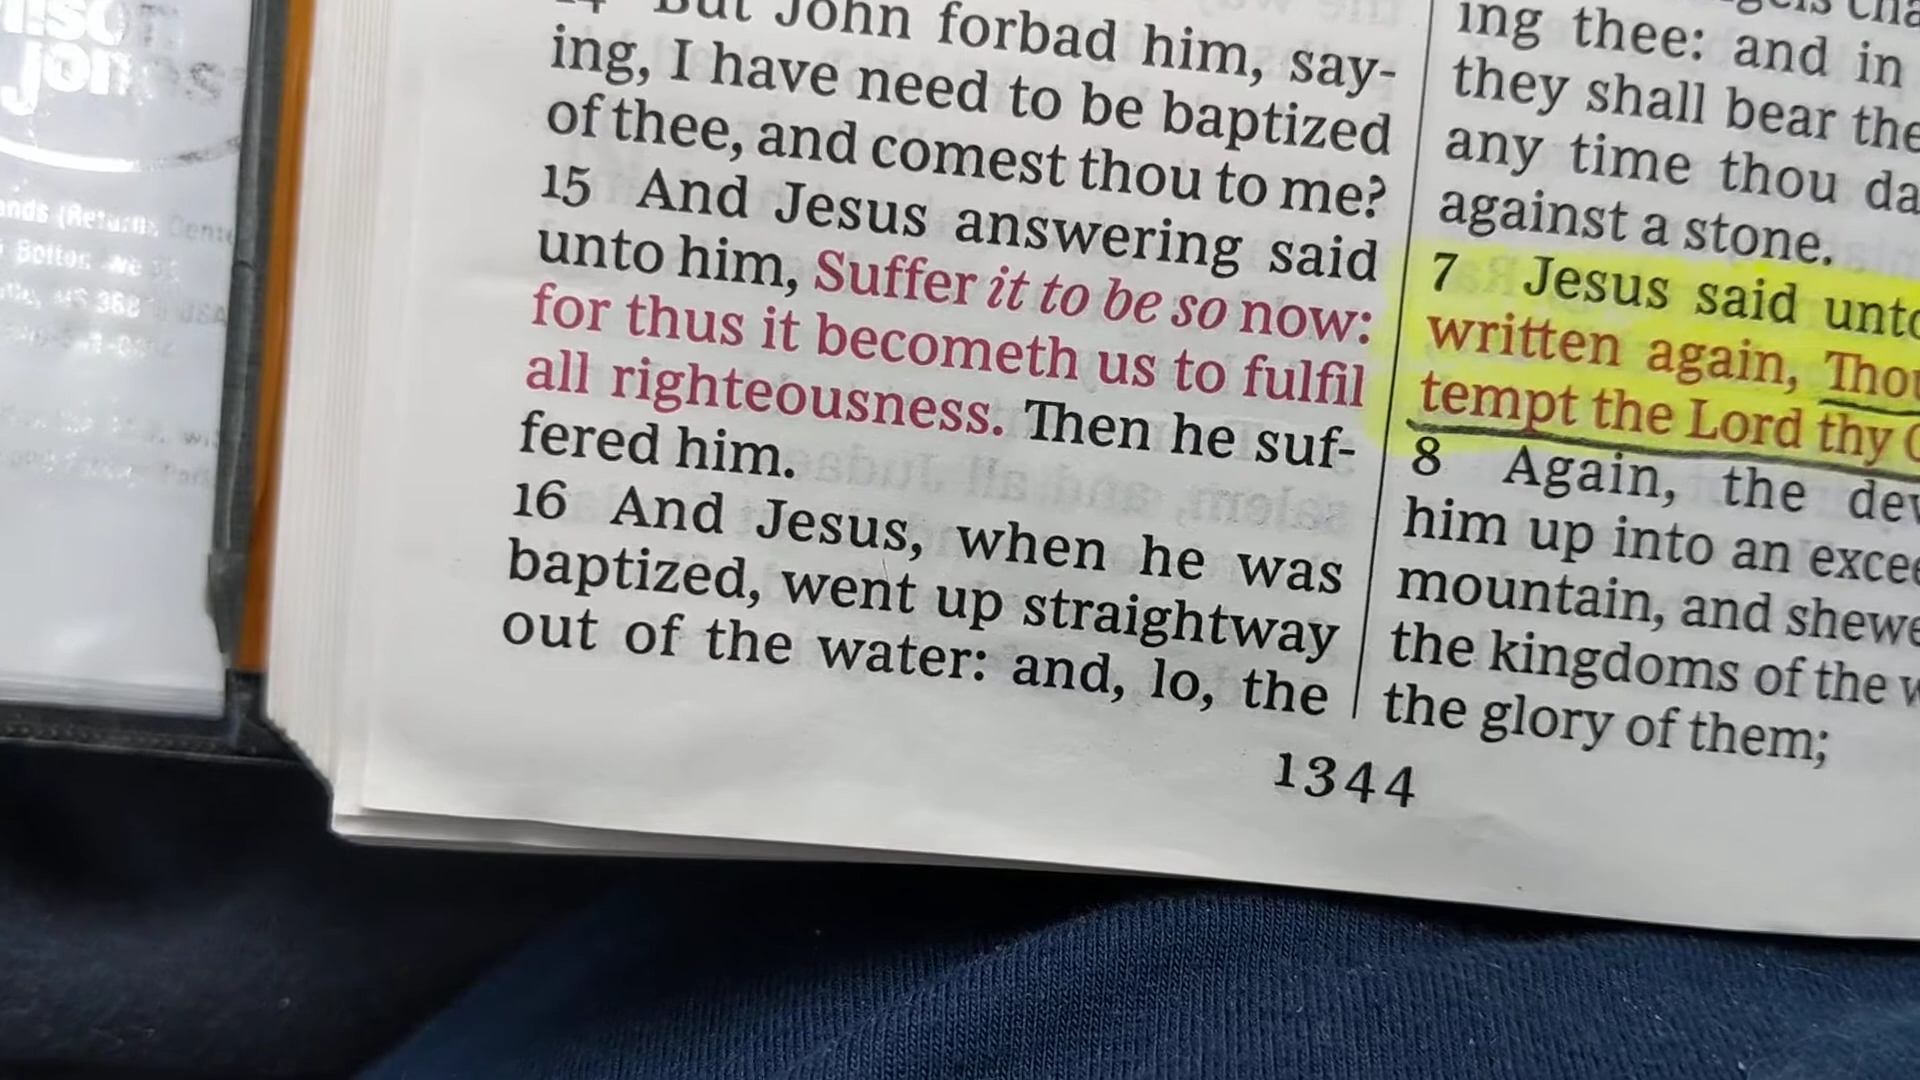 But John forbad him, say-
ing, I have need to be baptized
of thee, and comest thou to me?
15 And Jesus answering said
unto him, Suffer it to be so now:
for thus it becometh us to fulfil
all righteousness. Then he suf-
fered him.
16 And Jesus, when he was
baptized, went up straightway
out of the water: and, lo, the
ing thee: and in
they shall bear
any time thou
against a stone.
7 Jesus said
written again,
tempt the Lord thy
8 Again, the
him up into an
mountain, and
the kingdoms of the
the glory of them;
1344